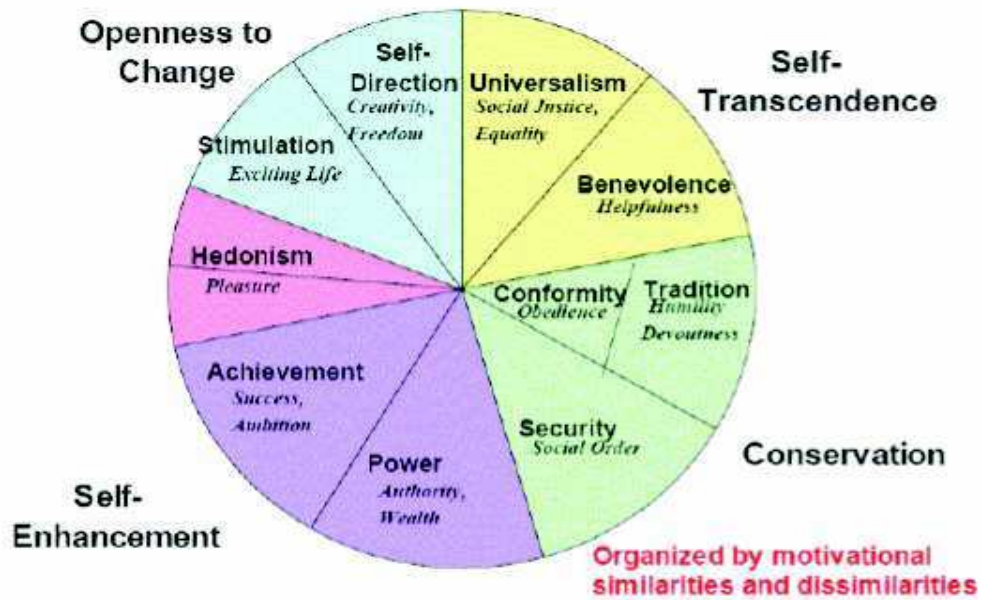 Openness to
Change
Self-
Transcendence
Self-
Direction
Creativity,
Freedom
Universalism
Social Justice,
Equality
Stimulation
Exciting Life
Benevolence
Helpfulness
Hedonism
Pleasure
Conformity
Obedience
Tradition
Humility
Devoutness
Achievement
Success,
Ambition
Security
Social Order
Power
Authority,
Wealth
Conservation
Self-
Enhancement
Organized by motivational
similarities and dissimilarities